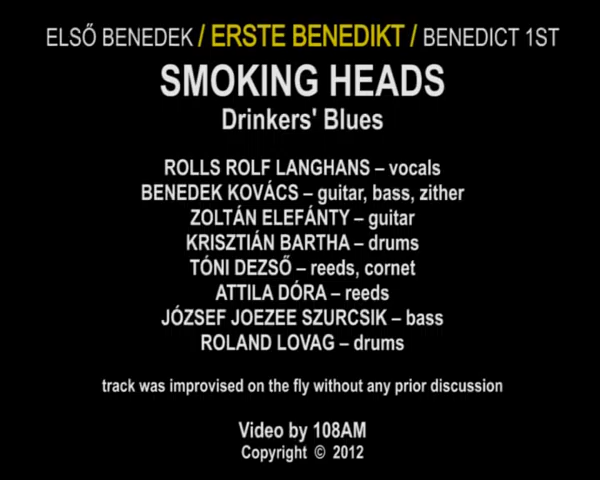 ELSŐ BENEDEK / ERSTE BENEDIKT / BENEDICT 1ST
SMOKING HEADS
Drinkers' Blues
ROLLS ROLF LANGHANS – vocals
BENEDEK KOVÁCS – guitar, bass, zither
ZOLTÁN ELEFÁNTY – guitar
KRISZTIÁN BARTHA – drums
TÓNI DEZSŐ – reeds, cornet
ATTILA DÓRA – reeds
JÓZSEF JOEZEE SZURCSIK – bass
ROLAND LOVAG – drums
track was improvised on the fly without any prior discussion
Video by 108AM
Copyright © 2012